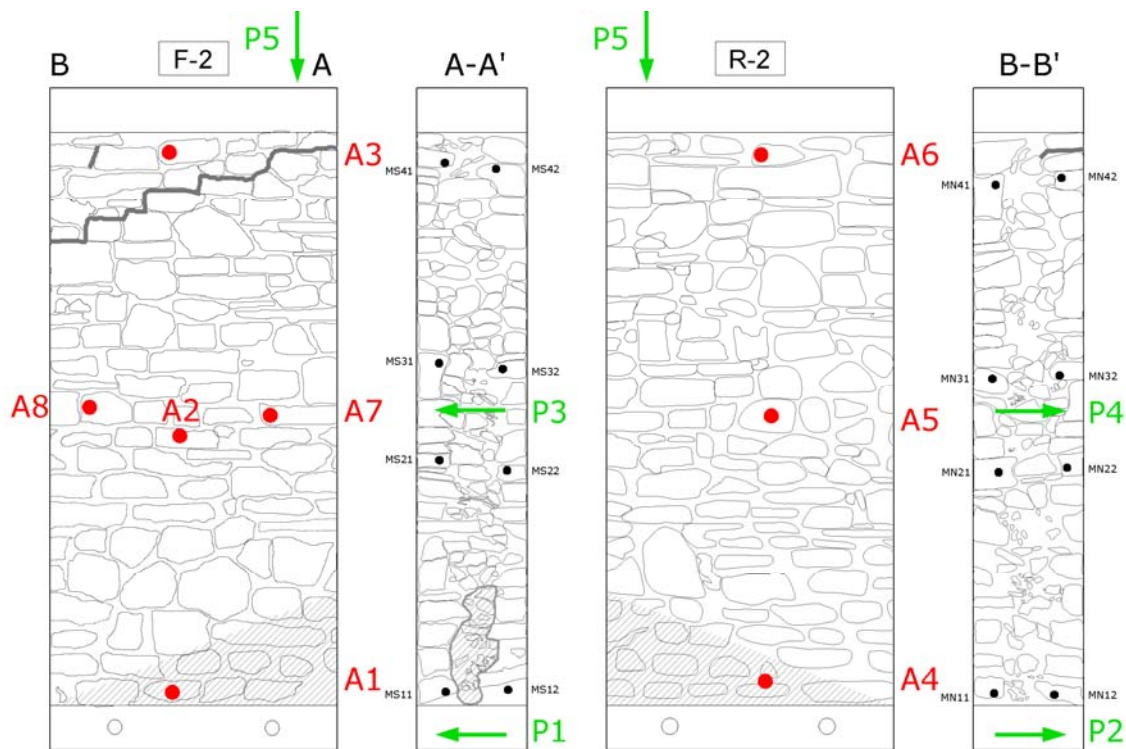 P5
B
F-2
A
A-A'
P5
R-2
B-B'
A3
MS41
MS42
A6
MN41
MN42
MS31
MS32
MN31
MN32
A8
A2
A7
P3
A5
P4
MS21
MS22
MN21
MN22
A1
MS11
MS12
A4
MN11
MN12
P1
P2